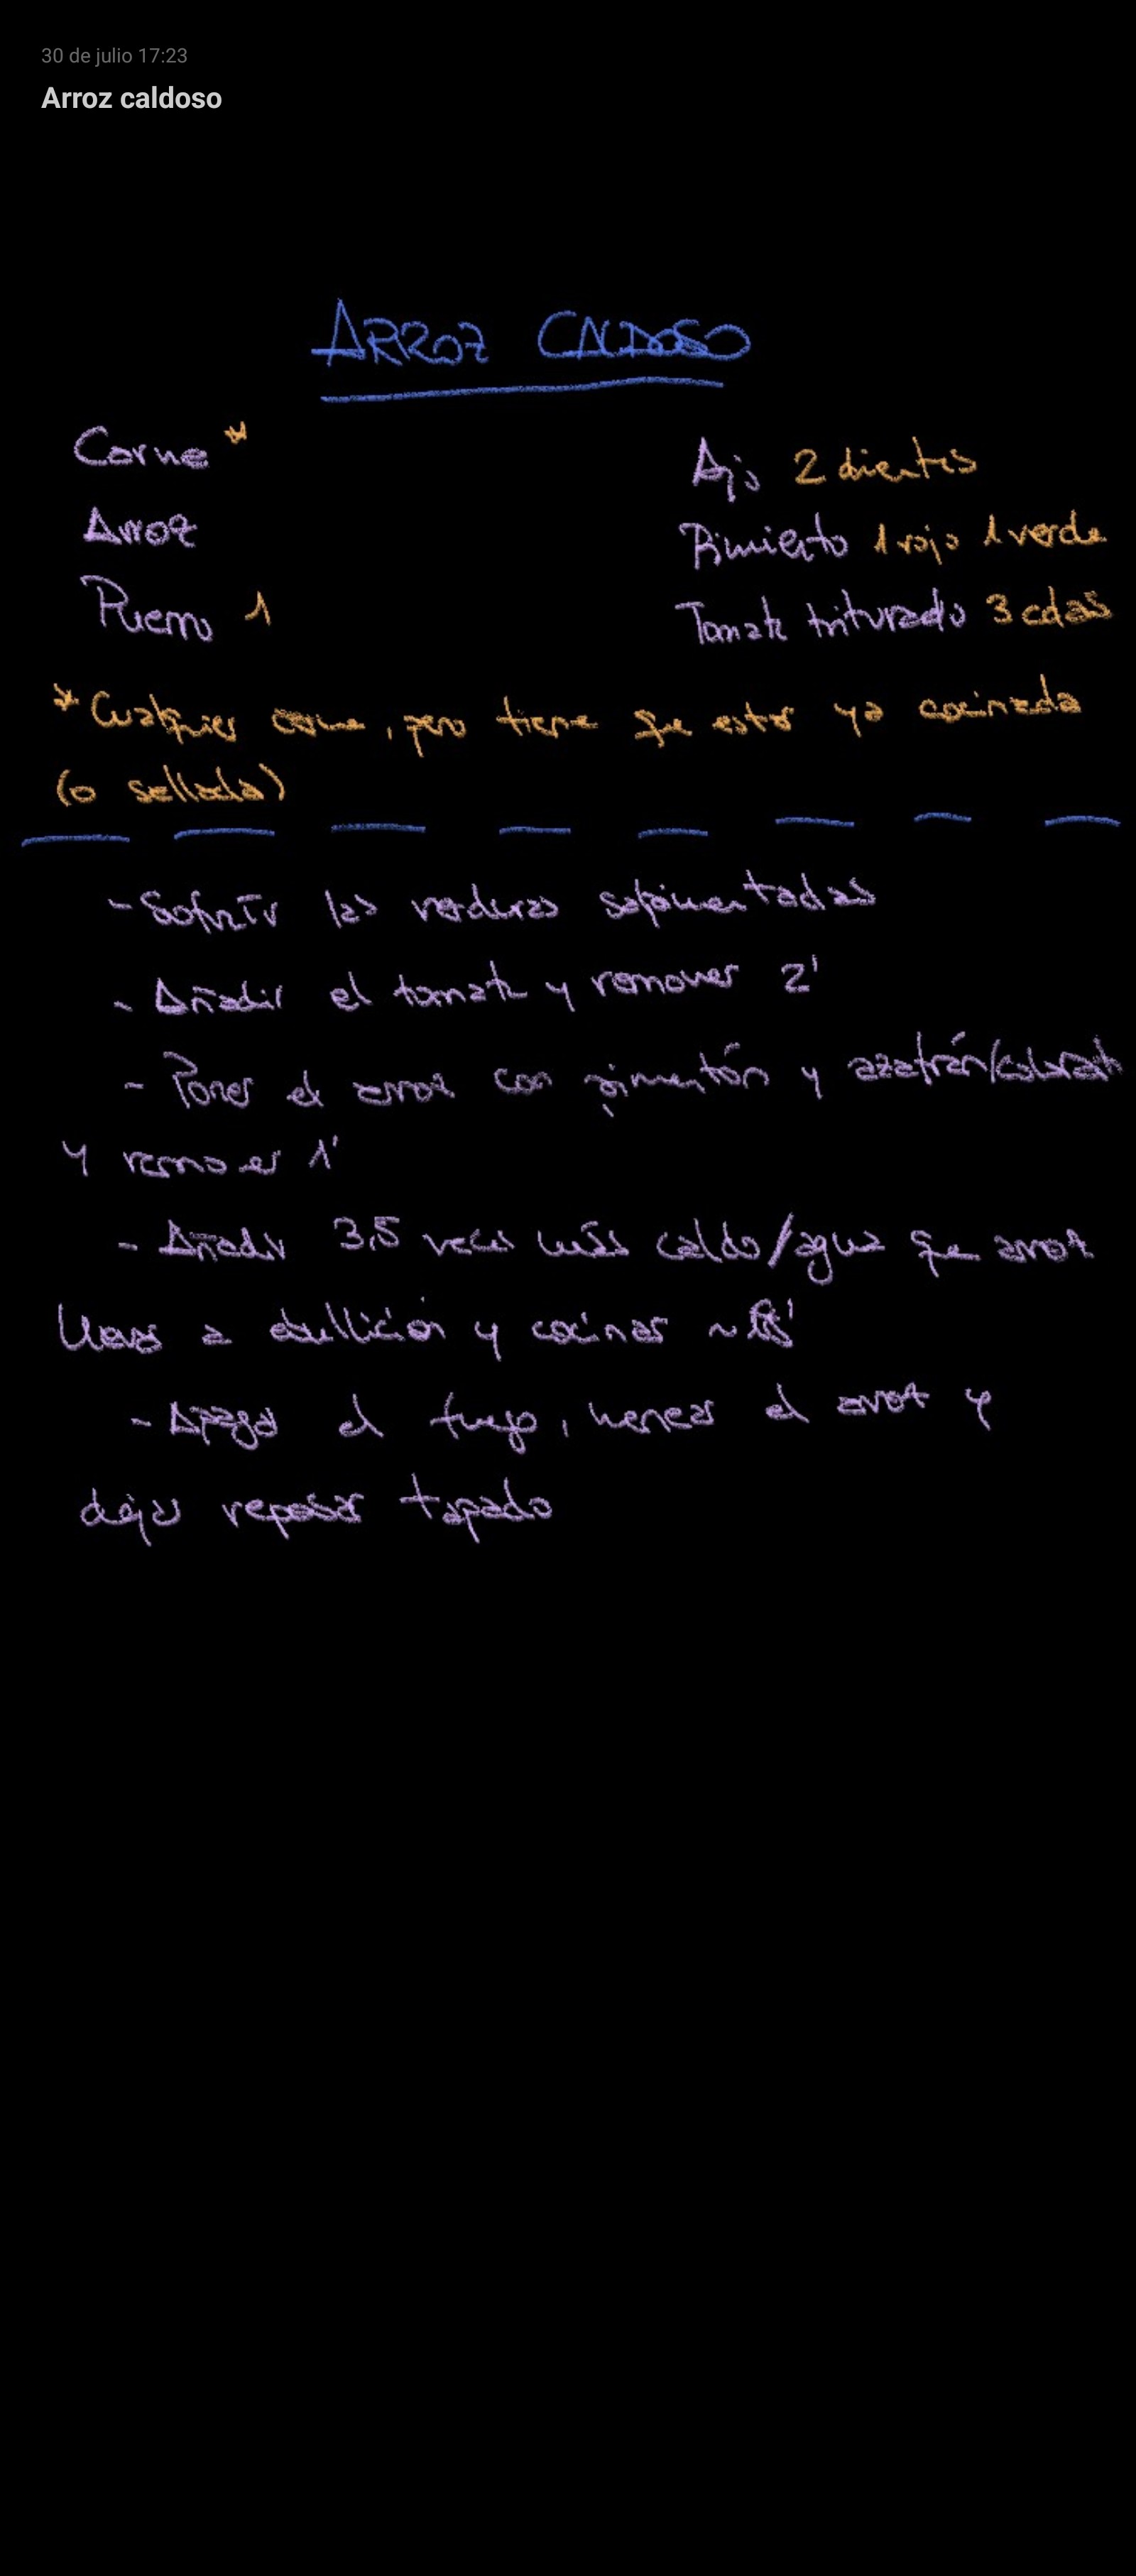 30 de julio 17:23
Arroz caldoso
ARROZ CALDOSO
Carne *
Arroz
Puerro 1
Ajo 2 dientes
Pimiento 1 rojo 1 verde
Tomate triturado 3 cdas
* Cualquier carne, pero tiene que estar ya cocinada
(o sellada)
- Sofreír las verduras salpimentadas
- Añadir el tomate y remover 2'
- Poner el arroz con pimentón y azafrán/colorante
y remover 1'
- Añadir 3,5 veces más caldo/agua que arroz
llevar a ebullición y cocinar ~
- Apagar el fuego, menear el arroz y
dejar reposar tapado